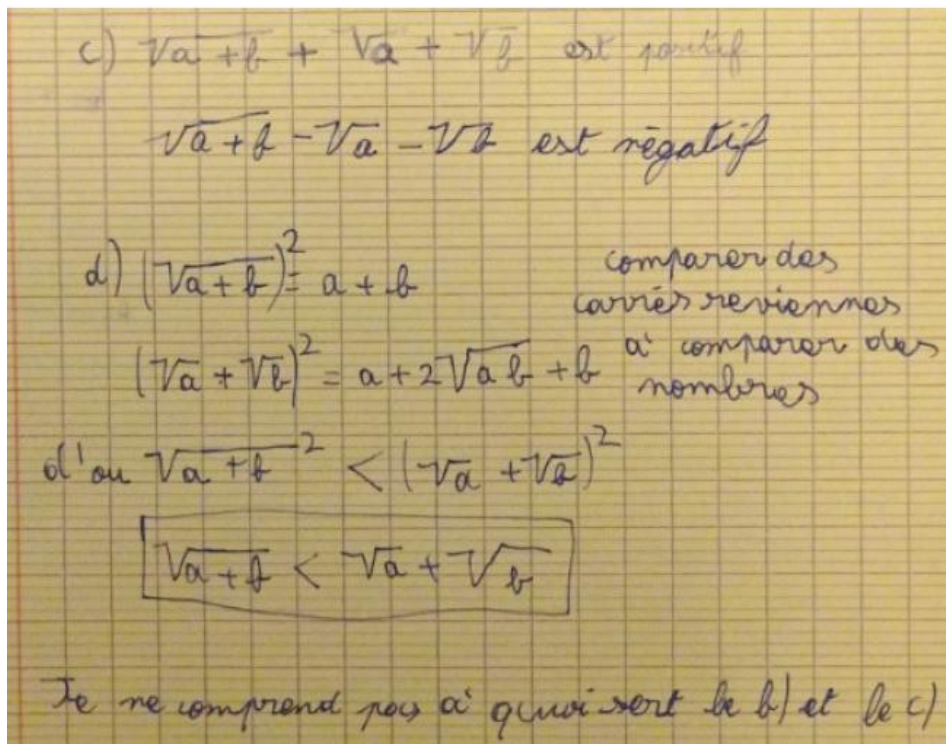 c) √a+b + √a + √b est positif
√a+b - √a - √b est négatif
d) (√a+b)² = a + b
comparer des
carrés reviennes
à comparer des
nombres
(√a + √b)² = a + 2√ab + b
d'ou √a+b² < (√a + √b)²
√a+b < √a + √b
Je ne comprend pas à quoi sert le b) et le c)